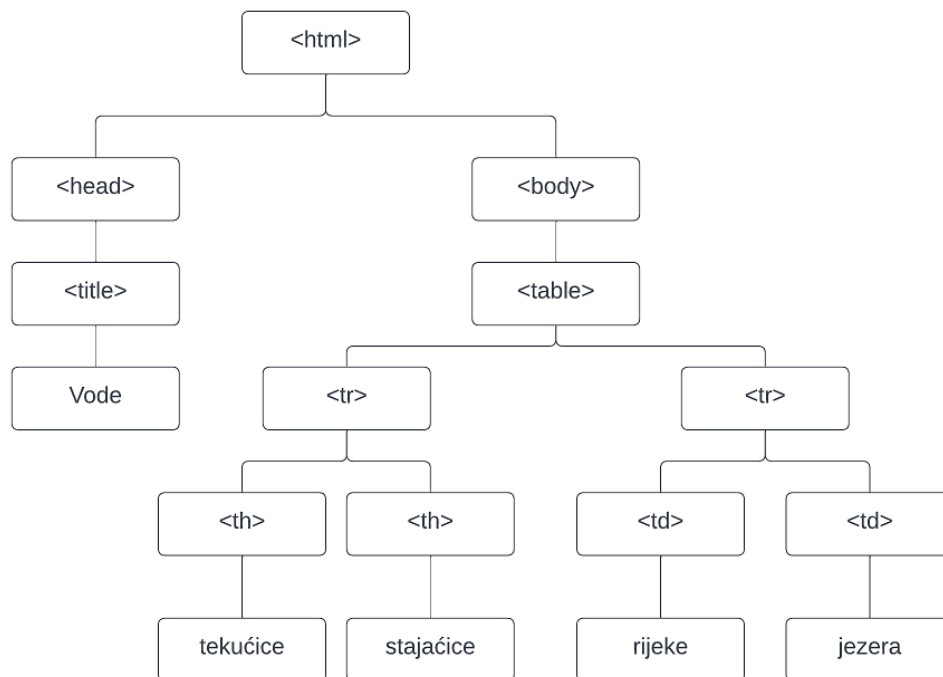 <html>
<head> <body>
<title> <table>
Vode <tr> <tr>
<th> <th> <td> <td>
tekućice stajaćice rijeke jezera